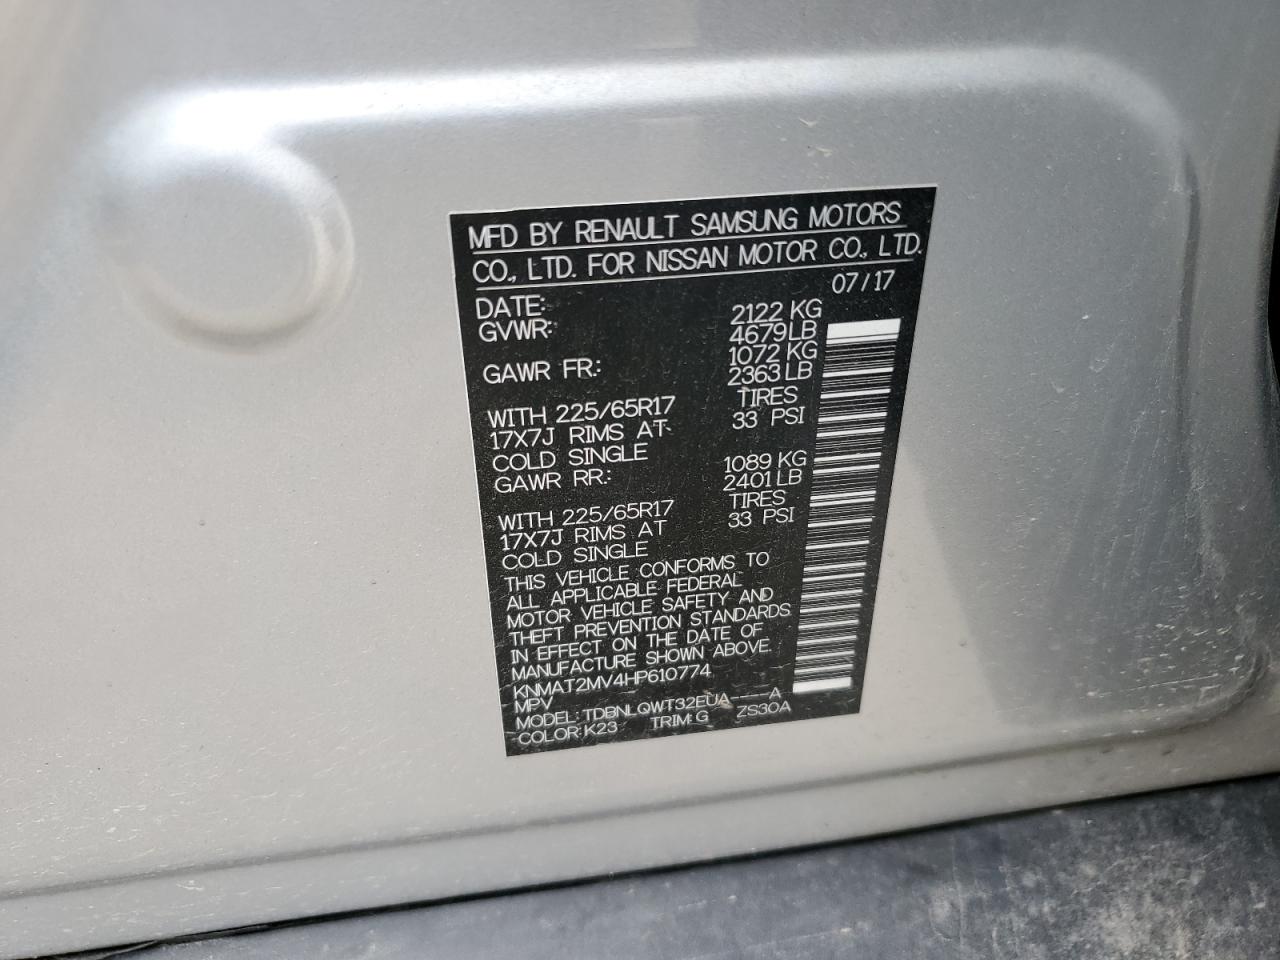 MFD BY RENAULT SAMSUNG MOTORS
CO., LTD. FOR NISSAN MOTOR CO., LTD.
DATE: 07/17
GVWR: 2122 KG
4679 LB
GAWR FR.: 1072 KG
2363 LB
WITH 225/65R17 TIRES
17X7J RIMS AT 33 PSI
COLD SINGLE
GAWR RR.: 1089 KG
2401 LB
WITH 225/65R17 TIRES
17X7J RIMS AT 33 PSI
COLD SINGLE
THIS VEHICLE CONFORMS TO
ALL APPLICABLE FEDERAL
MOTOR VEHICLE SAFETY AND
THEFT PREVENTION STANDARDS
IN EFFECT ON THE DATE OF
MANUFACTURE SHOWN ABOVE.
KNMAT2MV4HP610774
MPV
MODEL: TDBNLQWT32EUA----A
COLOR:K23 TRIM:G ZS30A